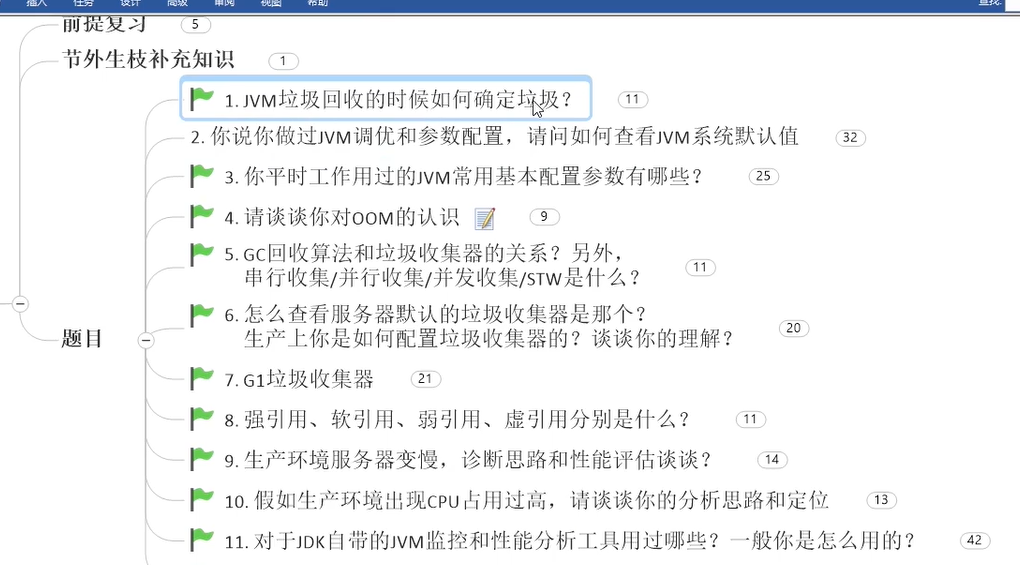 插入 任务 设计 高级 审阅 视图 帮助 查找:
前提复习 5
节外生枝补充知识 1
1. JVM垃圾回收的时候如何确定垃圾？ 11
2. 你说你做过JVM调优和参数配置，请问如何查看JVM系统默认值 32
3. 你平时工作用过的JVM常用基本配置参数有哪些？ 25
4. 请谈谈你对OOM的认识 9
5. GC回收算法和垃圾收集器的关系？另外，
串行收集/并行收集/并发收集/STW是什么？ 11
6. 怎么查看服务器默认的垃圾收集器是那个？
生产上你是如何配置垃圾收集器的？谈谈你的理解？ 20
题目
7. G1垃圾收集器 21
8. 强引用、软引用、弱引用、虚引用分别是什么？ 11
9. 生产环境服务器变慢，诊断思路和性能评估谈谈？ 14
10. 假如生产环境出现CPU占用过高，请谈谈你的分析思路和定位 13
11. 对于JDK自带的JVM监控和性能分析工具用过哪些？一般你是怎么用的？ 42